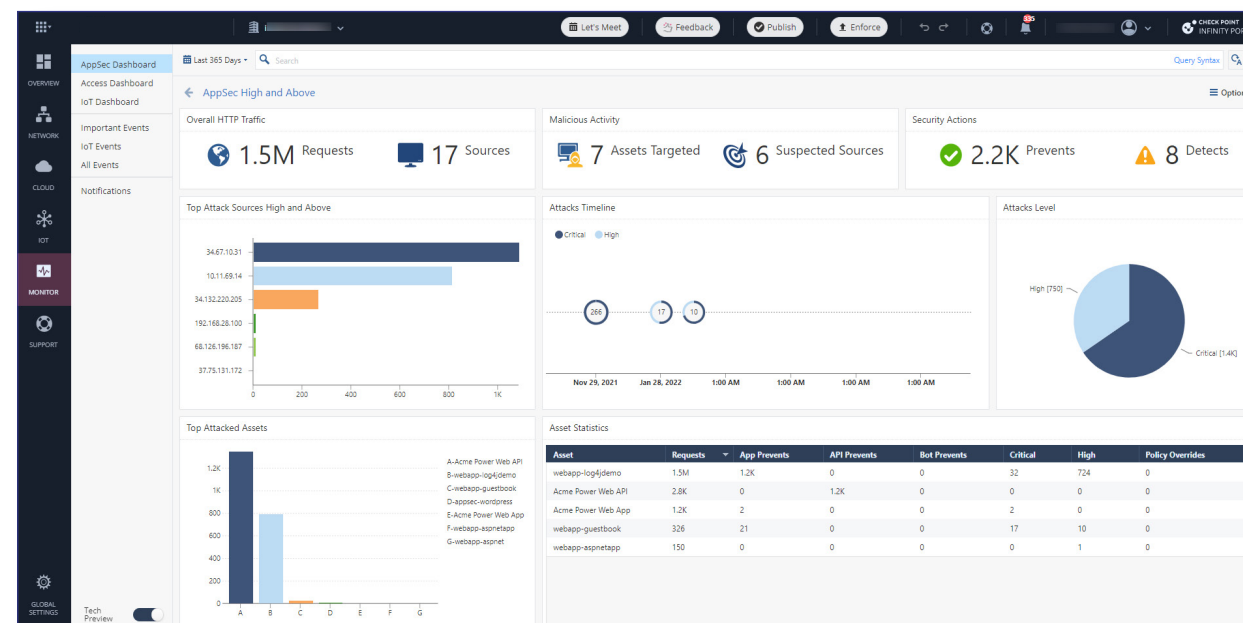 Let's Meet
Feedback
Publish
Enforce
335
CHECK POINT
INFINITY POR
OVERVIEW
NETWORK
CLOUD
IOT
MONITOR
SUPPORT
GLOBAL
SETTINGS
AppSec Dashboard
Access Dashboard
IoT Dashboard
Important Events
IoT Events
All Events
Notifications
Tech
Preview
Last 365 Days
Search
Query Syntax
AppSec High and Above
Option
Overall HTTP Traffic
1.5M Requests
17 Sources
Malicious Activity
7 Assets Targeted
6 Suspected Sources
Security Actions
2.2K Prevents
8 Detects
Top Attack Sources High and Above
34.67.10.31
10.11.69.14
34.132.220.205
192.168.28.100
68.126.196.187
37.75.131.172
0 200 400 600 800 1K
Attacks Timeline
Critical High
266 17 10
Nov 29, 2021 Jan 28, 2022 1:00 AM 1:00 AM 1:00 AM 1:00 AM
Attacks Level
High [750]
Critical [1.4K]
Top Attacked Assets
1.2K
1K
800
600
400
200
0
A B C D E F G
A-Acme Power Web API
B-webapp-log4jdemo
C-webapp-guestbook
D-appsec-wordpress
E-Acme Power Web App
F-webapp-aspnetapp
G-webapp-aspnet
Asset Statistics
Asset Requests App Prevents API Prevents Bot Prevents Critical High Policy Overrides
webapp-log4jdemo 1.5M 1.2K 0 0 32 724 0
Acme Power Web API 2.8K 0 1.2K 0 0 0 0
Acme Power Web App 1.2K 2 0 0 2 0 0
webapp-guestbook 326 21 0 0 17 10 0
webapp-aspnetapp 150 0 0 0 0 1 0